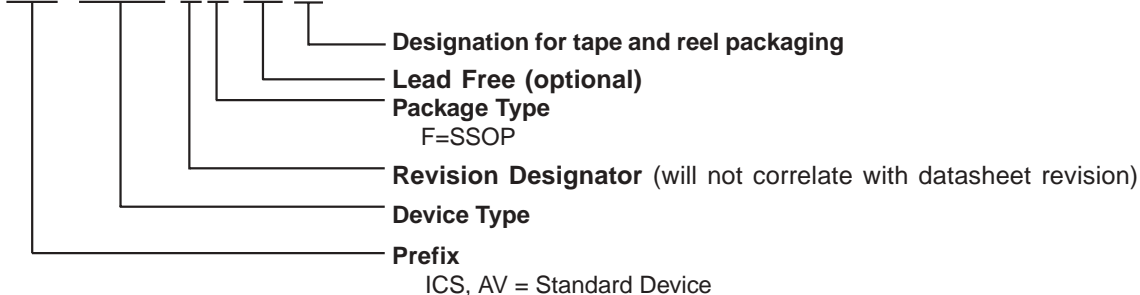 Designation for tape and reel packaging
Lead Free (optional)
Package Type
F=SSOP
Revision Designator (will not correlate with datasheet revision)
Device Type
Prefix
ICS, AV = Standard Device